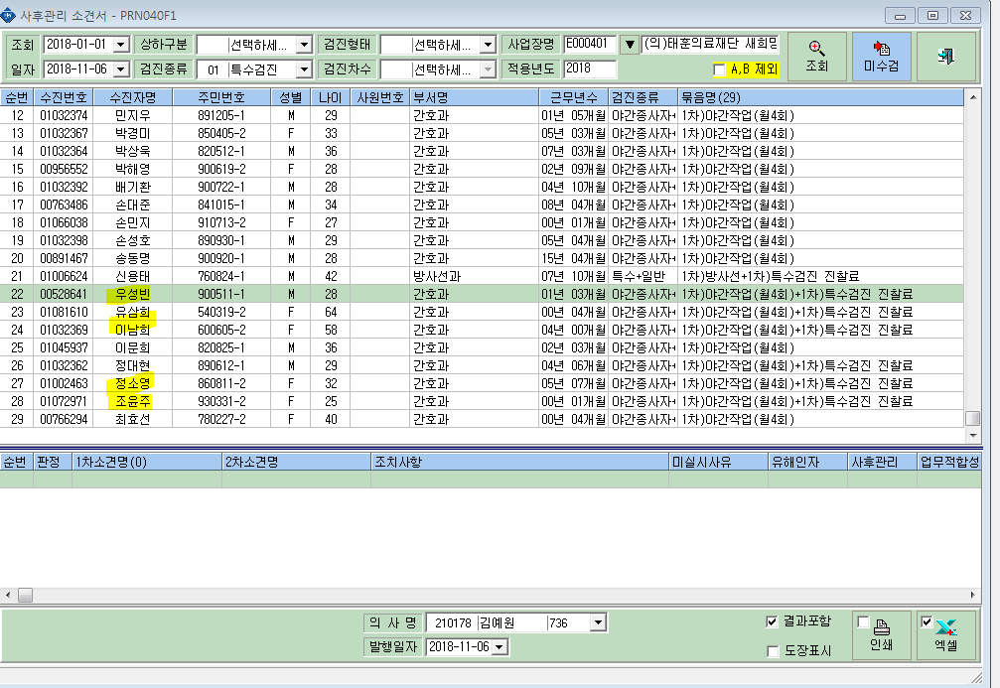 사후관리 소견서 - PRN040F1
조회 2018-01-01 상하구분 선택하세... 검진형태 선택하세... 사업장명 E000401 (의)태훈의료재단 새희망 조회 미수검
일자 2018-11-06 검진종류 01 특수검진 검진차수 선택하세... 적용년도 2018 A,B 제외
순번 수진번호 수진자명 주민번호 성별 나이 사원번호 부서명 근무년수 검진종류 묶음명(29)
12 01032374 민지우 891205-1 M 29 간호과 01년 05개월 야간종사자+ 1차)야간작업(월4회)
13 01032367 박경미 850405-2 F 33 간호과 05년 03개월 야간종사자+ 1차)야간작업(월4회)
14 01032364 박상욱 820512-1 M 36 간호과 07년 03개월 야간종사자+ 1차)야간작업(월4회)
15 00956552 박해영 900619-2 F 28 간호과 02년 09개월 야간종사자+ 1차)야간작업(월4회)
16 01032392 배기환 900722-1 M 28 간호과 04년 10개월 야간종사자+ 1차)야간작업(월4회)
17 00763486 손대준 841015-1 M 34 간호과 08년 04개월 야간종사자+ 1차)야간작업(월4회)
18 01066038 손민지 910713-2 F 27 간호과 00년 01개월 야간종사자+ 1차)야간작업(월4회)
19 01032398 손성호 890930-1 M 29 간호과 05년 04개월 야간종사자+ 1차)야간작업(월4회)
20 00891467 송동명 900920-1 M 28 간호과 15년 04개월 야간종사자+ 1차)야간작업(월4회)
21 01006624 신용태 760824-1 M 42 방사선과 07년 10개월 특수+일반 1차)방사선+1차)특수검진 진찰료
22 00528641 우성빈 900511-1 M 28 간호과 01년 03개월 야간종사자+ 1차)야간작업(월4회)+1차)특수검진 진찰료
23 01081610 유삼희 540319-2 F 64 간호과 00년 04개월 야간종사자+ 1차)야간작업(월4회)+1차)특수검진 진찰료
24 01032369 이남희 600605-2 F 58 간호과 04년 00개월 야간종사자+ 1차)야간작업(월4회)+1차)특수검진 진찰료
25 01045937 이문희 820825-1 M 36 간호과 02년 03개월 야간종사자+ 1차)야간작업(월4회)
26 01032362 정대현 890612-1 M 29 간호과 04년 06개월 야간종사자+ 1차)야간작업(월4회)+1차)특수검진 진찰료
27 01002463 정소영 860811-2 F 32 간호과 05년 07개월 야간종사자+ 1차)야간작업(월4회)+1차)특수검진 진찰료
28 01072971 조윤주 930331-2 F 25 간호과 00년 01개월 야간종사자+ 1차)야간작업(월4회)+1차)특수검진 진찰료
29 00766294 최효선 780227-2 F 40 간호과 00년 04개월 야간종사자+ 1차)야간작업(월4회)
순번 판정 1차소견명(0) 2차소견명 조치사항 미실시사유 유해인자 사후관리 업무적합성
의 사 명 210178 김예원 736 결과포함 인쇄 엑셀
발행일자 2018-11-06 도장표시